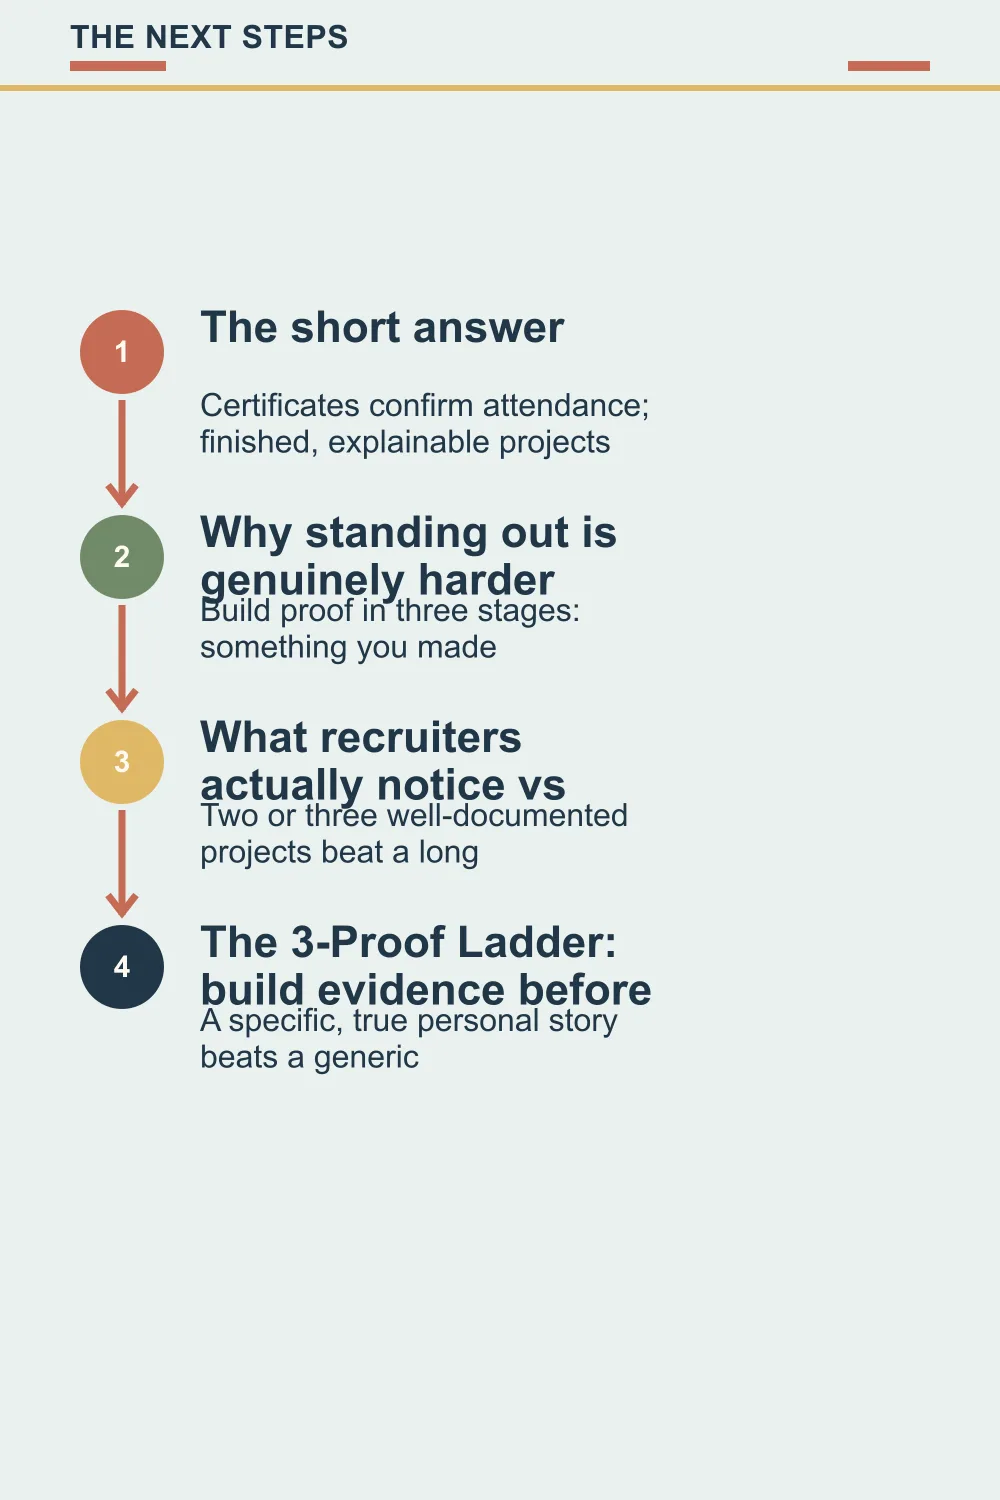 THE NEXT STEPS
1
The short answer
Certificates confirm attendance;
finished, explainable projects
2
Why standing out is
genuinely harder
Build proof in three stages:
something you made
3
What recruiters
actually notice vs
Two or three well-documented
projects beat a long
4
The 3-Proof Ladder:
build evidence before
A specific, true personal story
beats a generic